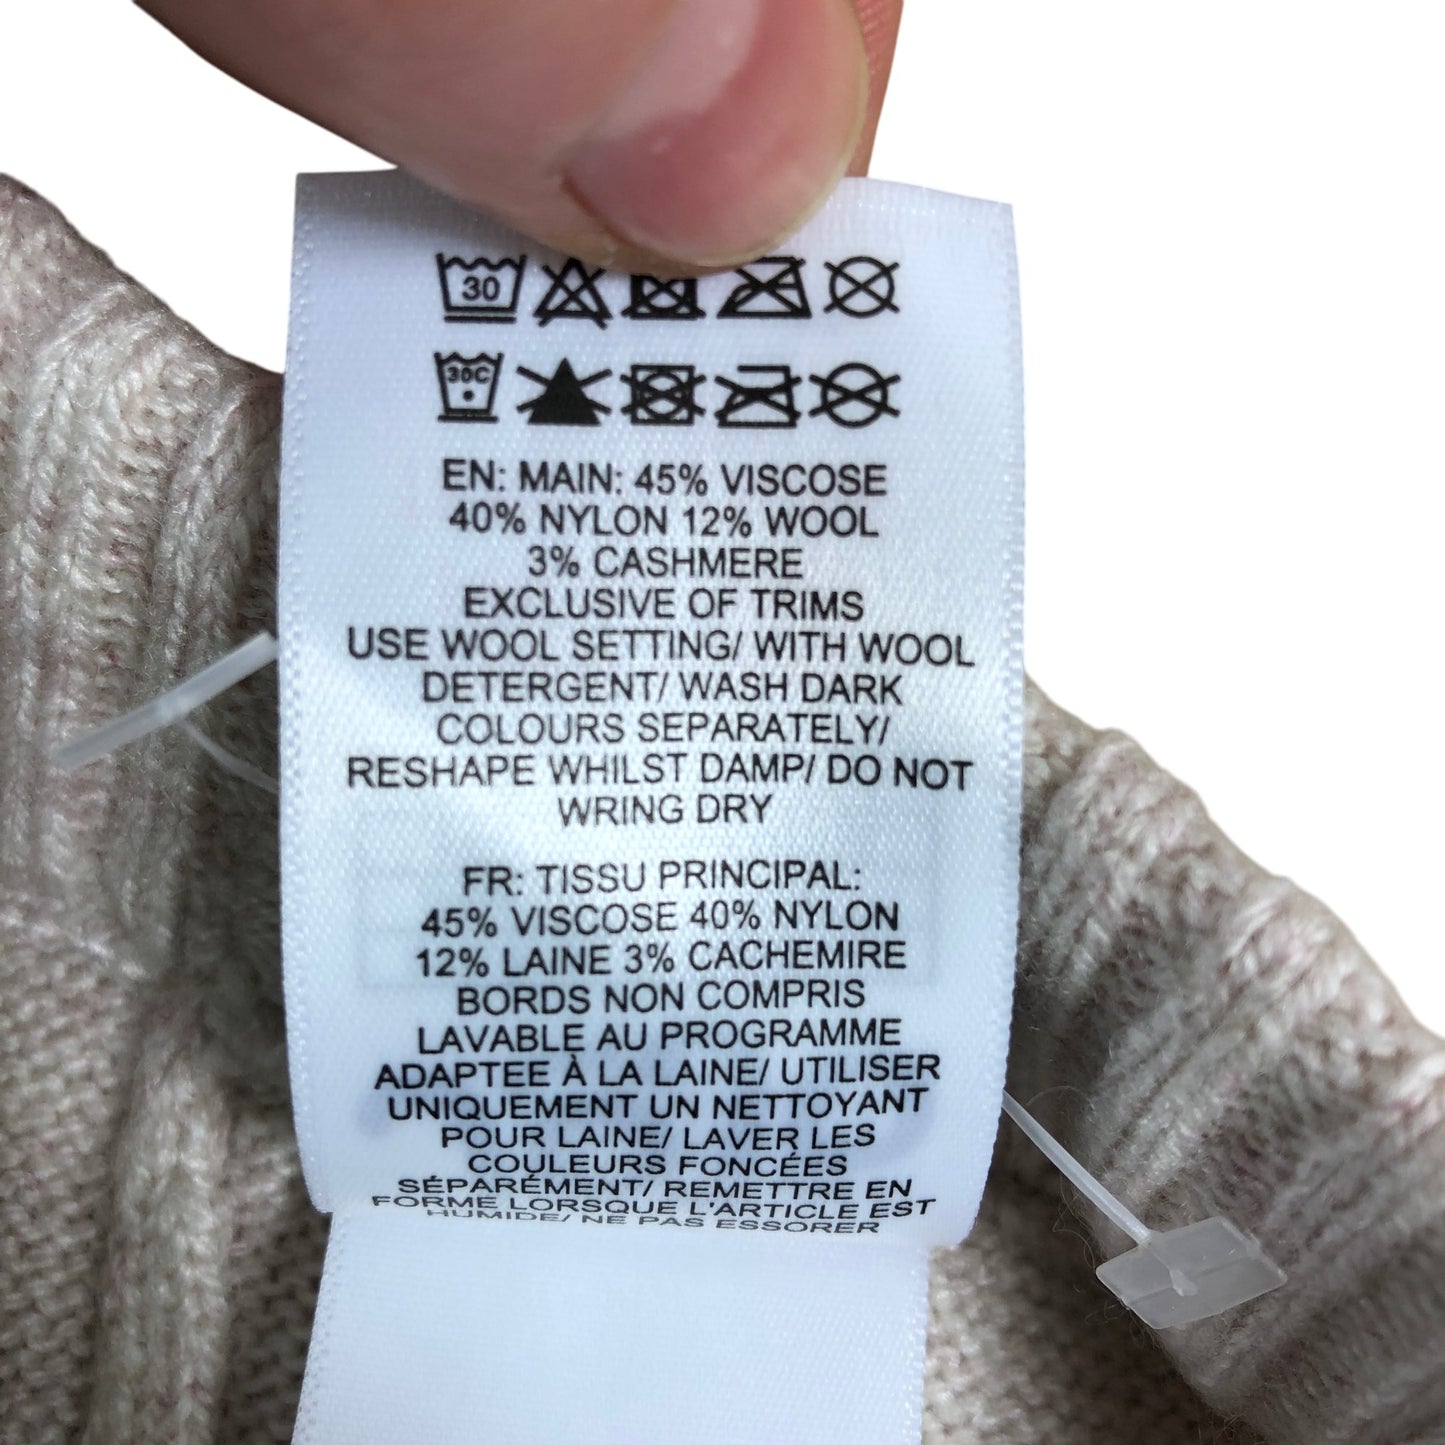 30
30C
EN: MAIN: 45% VISCOSE
40% NYLON 12% WOOL
3% CASHMERE
EXCLUSIVE OF TRIMS
USE WOOL SETTING/ WITH WOOL
DETERGENT/ WASH DARK
COLOURS SEPARATELY/
RESHAPE WHILST DAMP/ DO NOT
WRING DRY
FR: TISSU PRINCIPAL:
45% VISCOSE 40% NYLON
12% LAINE 3% CACHEMIRE
BORDS NON COMPRIS
LAVABLE AU PROGRAMME
ADAPTEE À LA LAINE/ UTILISER
UNIQUEMENT UN NETTOYANT
POUR LAINE/ LAVER LES
COULEURS FONCÉES
SÉPARÉMENT/ REMETTRE EN
FORME LORSQUE L'ARTICLE EST
HUMIDE/ NE PAS ESSORER